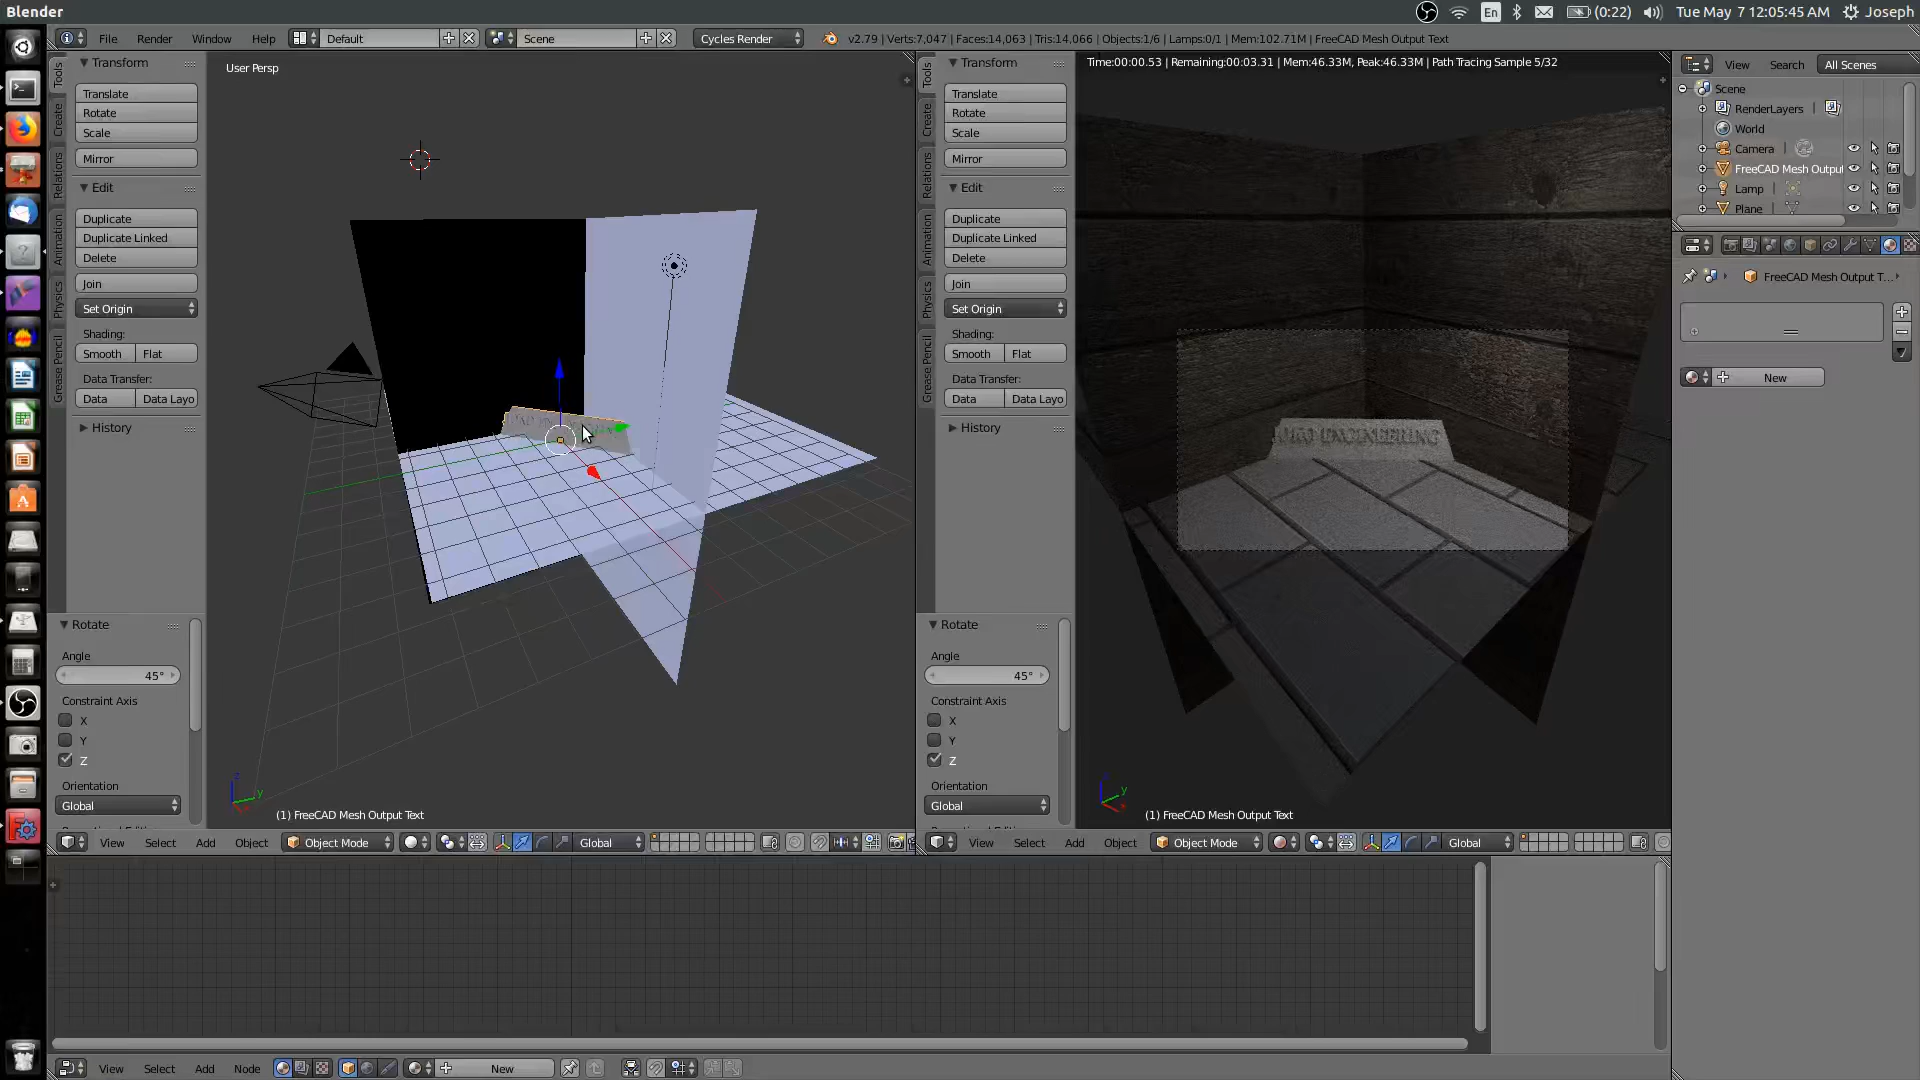 Blender
En
(0:22)
Tue May 7 12:05:45 AM
Joseph
File
Render
Window
Help
Default
Scene
Cycles Render
v2.79 | Verts:7,047 | Faces:14,063 | Tris:14,066 | Objects:1/6 | Lamps:0/1 | Mem:102.71M | FreeCAD Mesh Output Text
Tools
Create
Relations
Animation
Physics
Grease Pencil
Transform
Translate
Rotate
Scale
Mirror
Edit
Duplicate
Duplicate Linked
Delete
Join
Set Origin
Shading:
Smooth
Flat
Data Transfer:
Data
Data Layo
History
Rotate
Angle
45°
Constraint Axis
X
Y
Z
Orientation
Global
User Persp
(1) FreeCAD Mesh Output Text
View
Select
Add
Object
Object Mode
Global
Tools
Create
Relations
Animation
Physics
Grease Pencil
Transform
Translate
Rotate
Scale
Mirror
Edit
Duplicate
Duplicate Linked
Delete
Join
Set Origin
Shading:
Smooth
Flat
Data Transfer:
Data
Data Layo
History
Rotate
Angle
45°
Constraint Axis
X
Y
Z
Orientation
Global
Time:00:00.53 | Remaining:00:03.31 | Mem:46.33M, Peak:46.33M | Path Tracing Sample 5/32
ENGINEERING
(1) FreeCAD Mesh Output Text
View
Select
Add
Object
Object Mode
Global
View
Search
All Scenes
Scene
RenderLayers
World
Camera
FreeCAD Mesh Output
Lamp
Plane
FreeCAD Mesh Output T...
New
View
Select
Add
Node
New